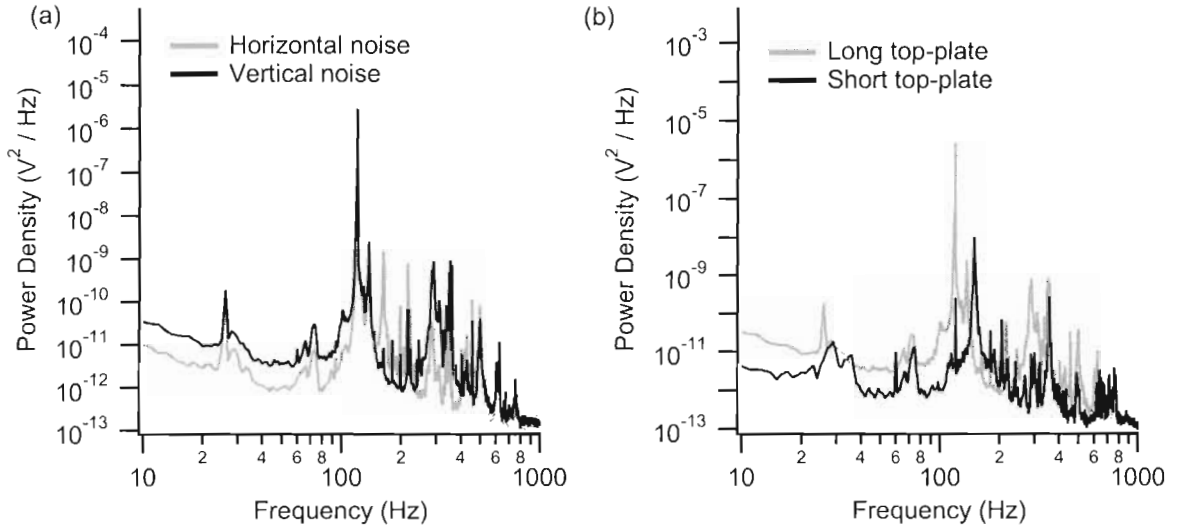 (a)
Horizontal noise
Vertical noise
Power Density (V² / Hz)
10⁻⁴
10⁻⁵
10⁻⁶
10⁻⁷
10⁻⁸
10⁻⁹
10⁻¹⁰
10⁻¹¹
10⁻¹²
10⁻¹³
2 4 6 8 2 4 6 8
10 100 1000
Frequency (Hz)
(b)
Long top-plate
Short top-plate
Power Density (V² / Hz)
10⁻³
10⁻⁵
10⁻⁷
10⁻⁹
10⁻¹¹
10⁻¹³
2 4 6 8 2 4 6 8
10 100 1000
Frequency (Hz)